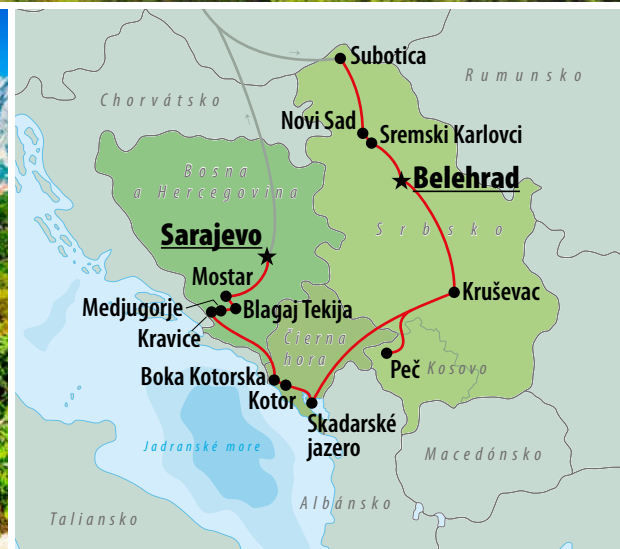 Subotica
Rumunsko
Chorvátsko
Novi Sad
Sremski Karlovci
Bosna
a Hercegovina
Belehrad
Srbsko
Sarajevo
Mostar
Medjugorje
Blagaj Tekija
Kravice
Kruševac
Čierna
hora
Peč
Kosovo
Boka Kotorska
Kotor
Skadarské
jazero
Jadranské more
Macedónsko
Albánsko
Taliansko